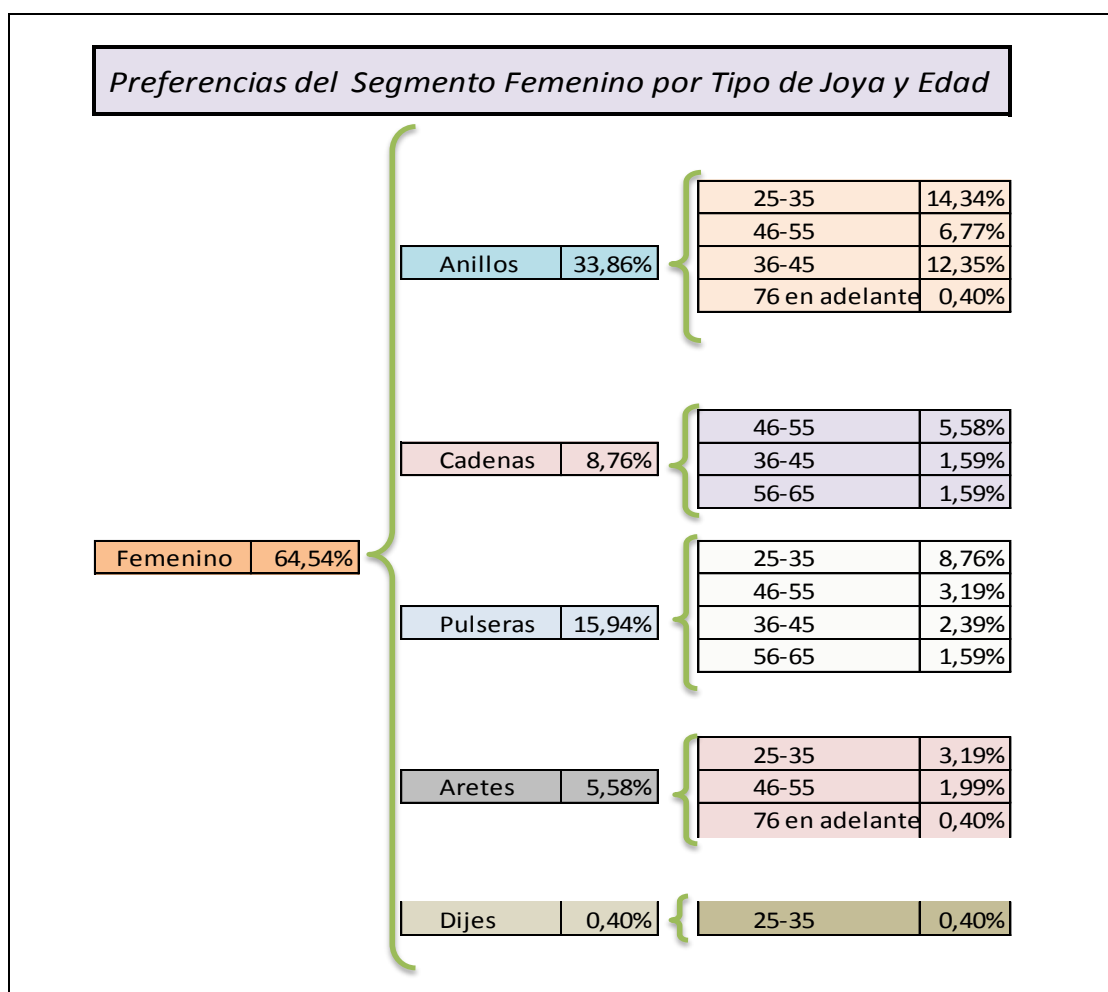 Preferencias del Segmento Femenino por Tipo de Joya y Edad
Femenino 64,54%
Anillos 33,86%
25-35 14,34%
46-55 6,77%
36-45 12,35%
76 en adelante 0,40%
Cadenas 8,76%
46-55 5,58%
36-45 1,59%
56-65 1,59%
Pulseras 15,94%
25-35 8,76%
46-55 3,19%
36-45 2,39%
56-65 1,59%
Aretes 5,58%
25-35 3,19%
46-55 1,99%
76 en adelante 0,40%
Dijes 0,40%
25-35 0,40%